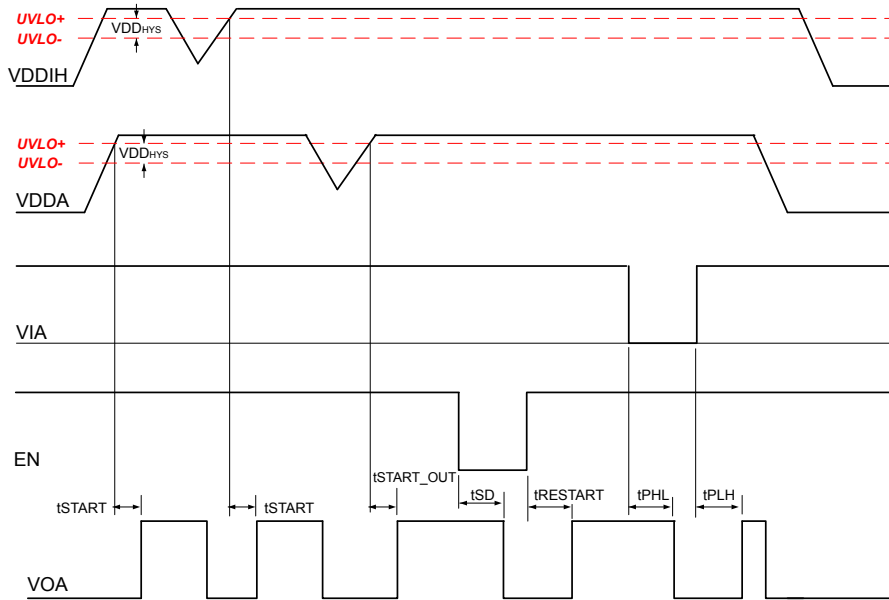 UVLO+
VDDHYS
UVLO-
VDDIH
UVLO+
VDDHYS
UVLO-
VDDA
VIA
EN
tSTART_OUT
tSTART
tSTART
tSD
tRESTART
tPHL
tPLH
VOA